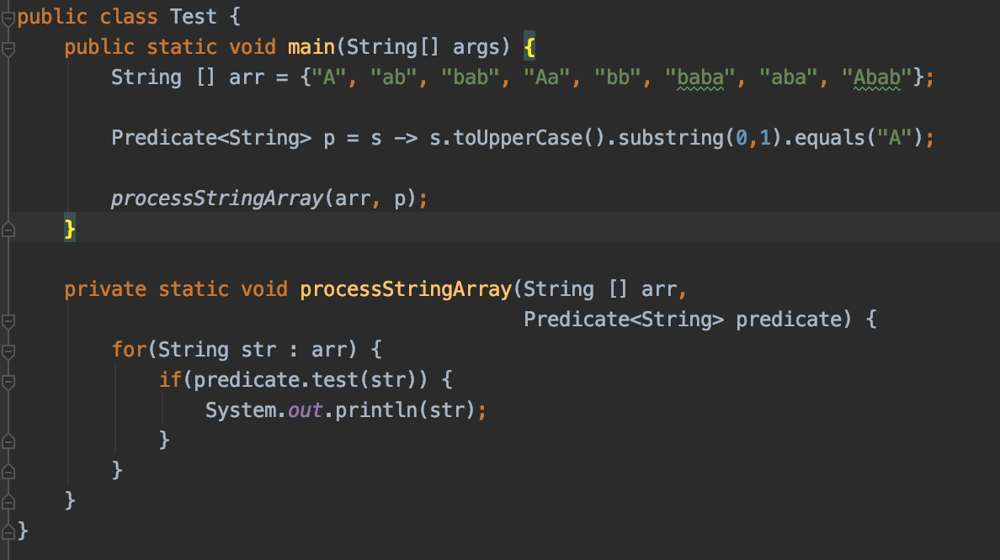 public class Test {
    public static void main(String[] args) {
        String [] arr = {"A", "ab", "bab", "Aa", "bb", "baba", "aba", "Abab"};

        Predicate<String> p = s -> s.toUpperCase().substring(0,1).equals("A");

        processStringArray(arr, p);
    }

    private static void processStringArray(String [] arr,
                                           Predicate<String> predicate) {
        for(String str : arr) {
            if(predicate.test(str)) {
                System.out.println(str);
            }
        }
    }
}